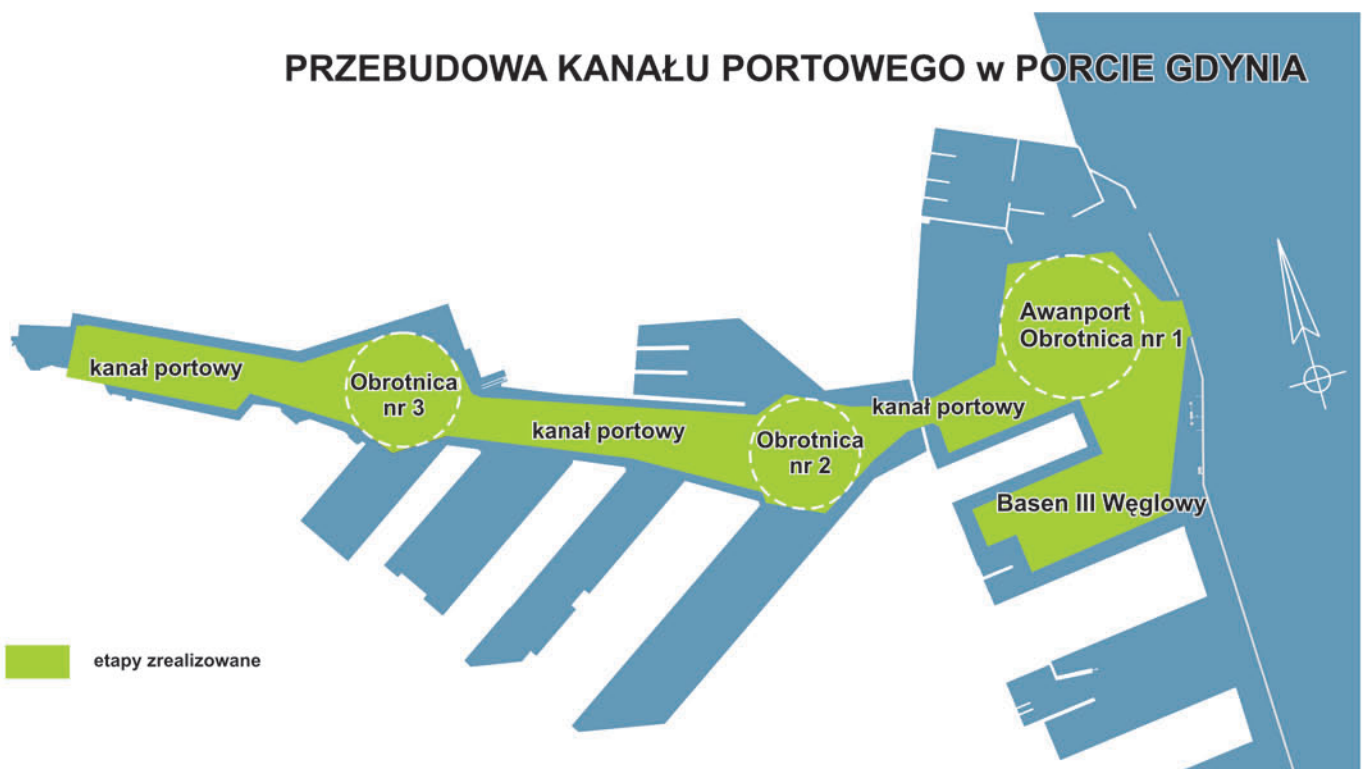 PRZEBUDOWA KANAŁU PORTOWEGO w PORCIE GDYNIA
Awanport
Obrotnica nr 1
kanał portowy
Obrotnica
nr 3
kanał portowy
Obrotnica
nr 2
kanał portowy
Basen III Węglowy
etapy zrealizowane